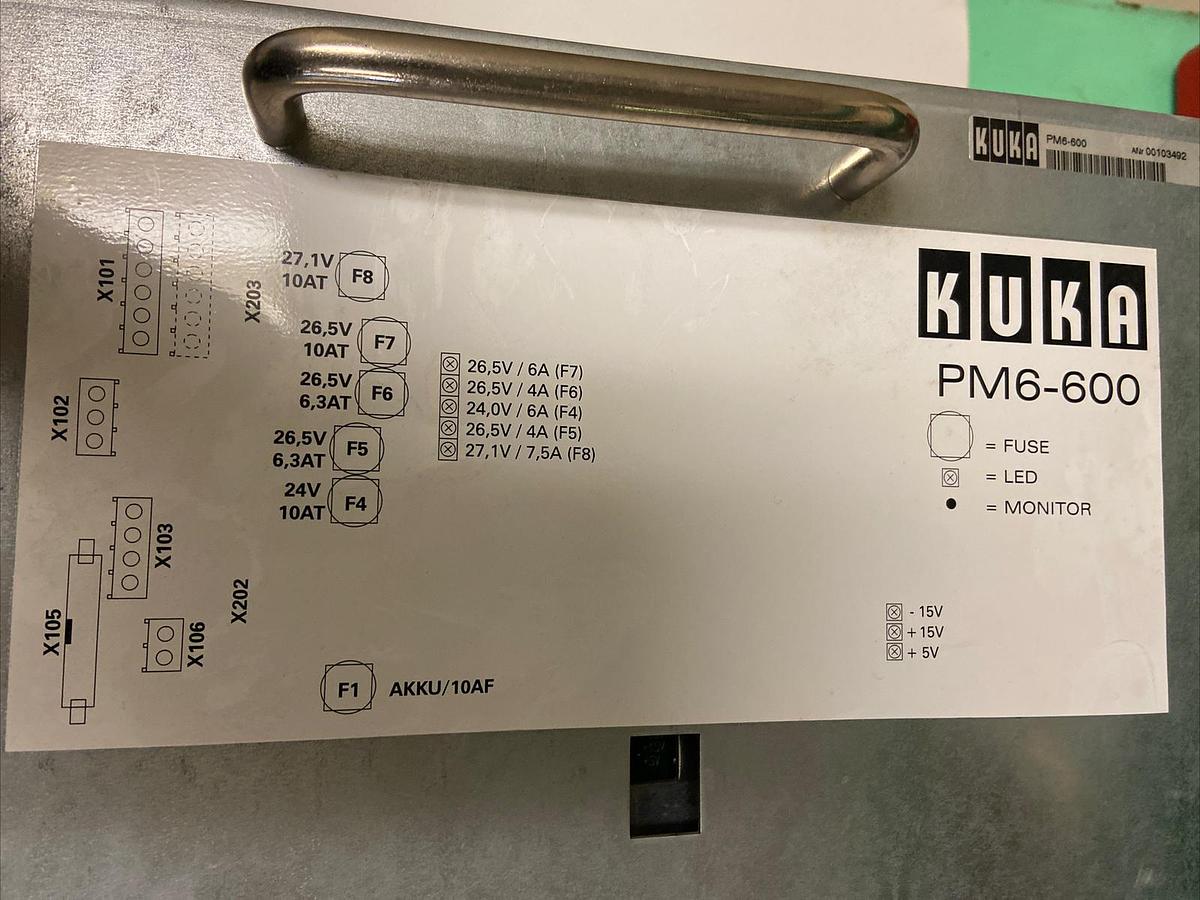 KUKA PM6-600 ANr 00103492
KUKA
PM6-600
= FUSE
= LED
= MONITOR
X101
X203
27,1V
10AT
F8
26,5V
10AT
F7
26,5V
6,3AT
F6
26,5V
6,3AT
F5
24V
10AT
F4
26,5V / 6A (F7)
26,5V / 4A (F6)
24,0V / 6A (F4)
26,5V / 4A (F5)
27,1V / 7,5A (F8)
X102
X103
X105
X106
X202
F1 AKKU/10AF
- 15V
+ 15V
+ 5V